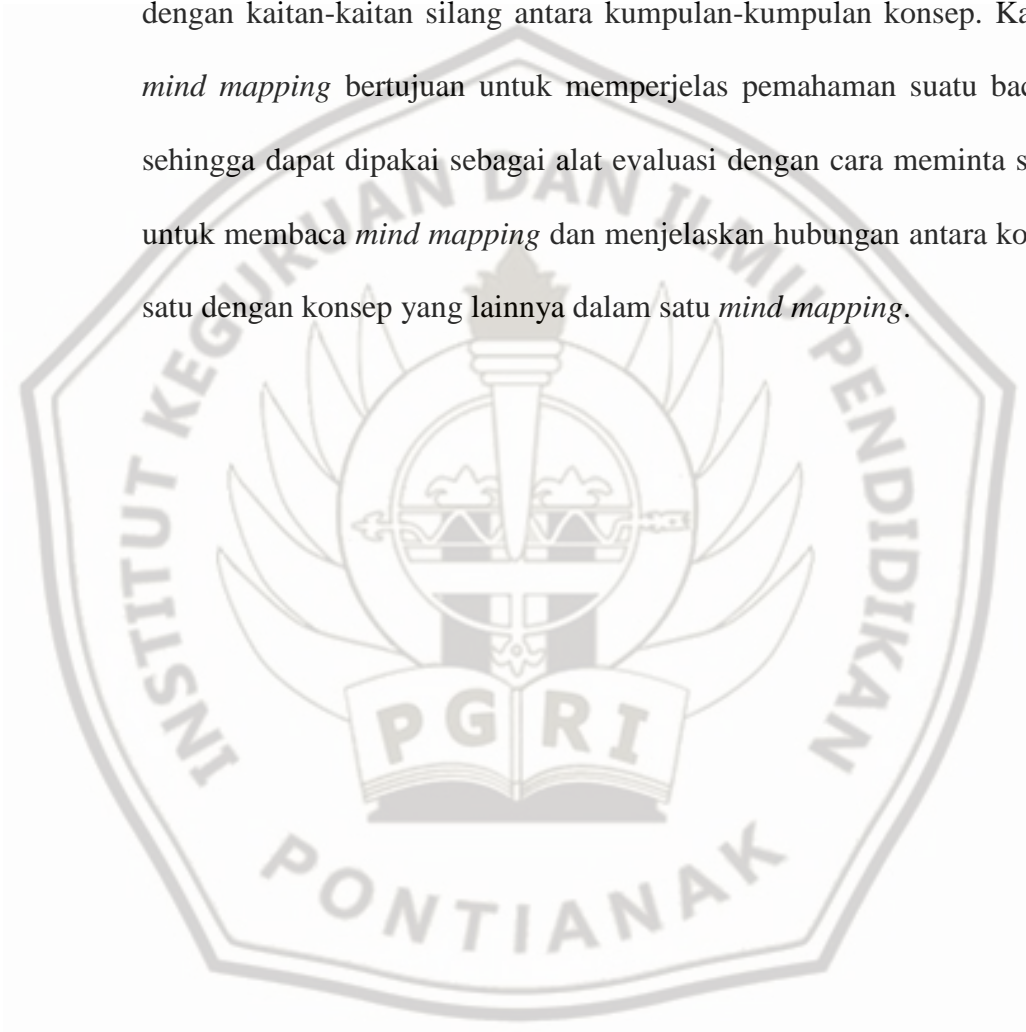 dengan kaitan-kaitan silang antara kumpulan-kumpulan konsep.
mind mapping bertujuan untuk memperjelas pemahaman suatu
sehingga dapat dipakai sebagai alat evaluasi dengan cara meminta
untuk membaca mind mapping dan menjelaskan hubungan antara
satu dengan konsep yang lainnya dalam satu mind mapping.
INSTITUT KEGURUAN DAN ILMU PENDIDIKAN
PGRI
PONTIANAK